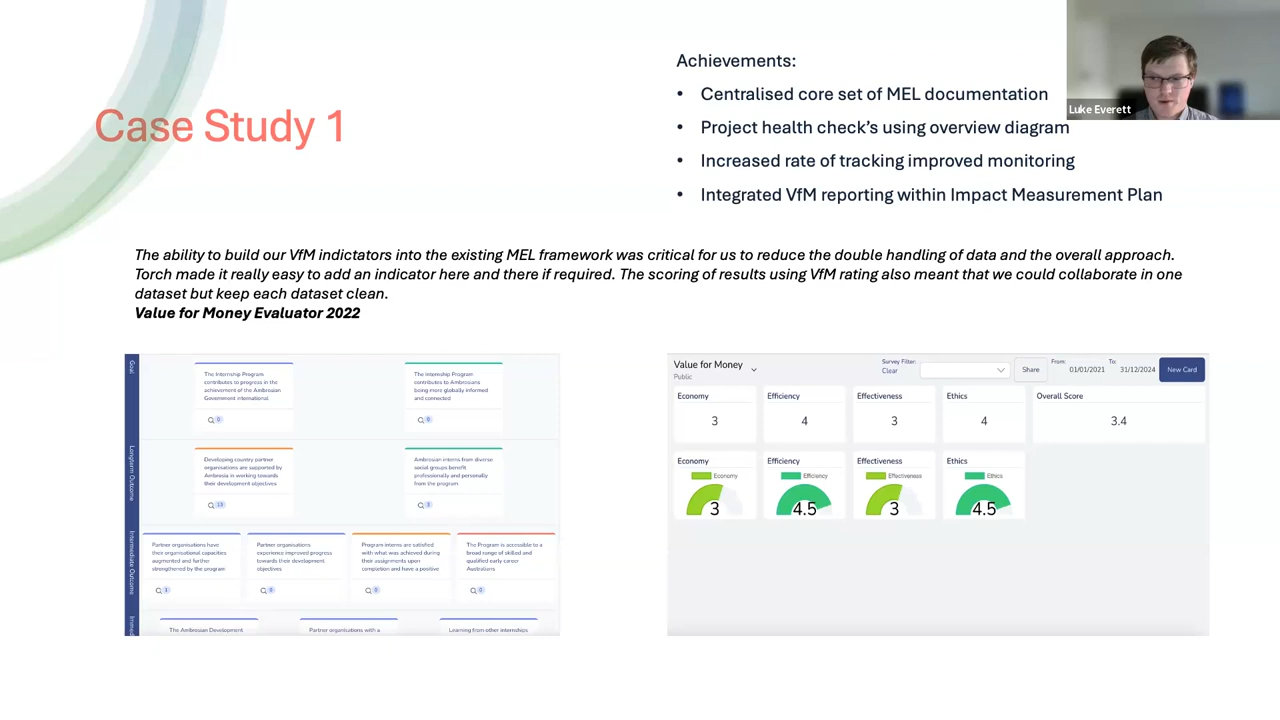 Case Study 1
Achievements:
• Centralised core set of MEL documentation
• Project health check's using overview diagram
• Increased rate of tracking improved monitoring
• Integrated VfM reporting within Impact Measurement Plan
Luke Everett
The ability to build our VfM indictators into the existing MEL framework was critical for us to reduce the double handling of data and the overall approach.
Torch made it really easy to add an indicator here and there if required. The scoring of results using VfM rating also meant that we could collaborate in one
dataset but keep each dataset clean.
Value for Money Evaluator 2022
Goal
The Internship Program
contributes to progress in the
achievement of the Ambrosian
Government international
0
The internship Program
contributes to Ambrosians
being more globally informed
and connected
0
Longterm Outcome
Developing country partner
organisations are supported by
Ambrosia in working towards
their development objectives
13
Ambrosian interns from diverse
social groups benefit
professionally and personally
from the program
3
Intermediate Outcome
Partner organisations have
their organisational capacities
augmented and further
strengthened by the program
1
Partner organisations
experience improved progress
towards their development
objectives
0
Program interns are satisfied
with what was achieved during
their assignments upon
completion and have a positive
0
The Program is accessible to a
broad range of skilled and
qualified early career
Australians
0
Immed
The Ambrosian Development
Partner organisations with a
Learning from other internships
Value for Money
Public
Survey Filter:
Clear
Share
From:
01/01/2021
To:
31/12/2024
New Card
Economy
3
Efficiency
4
Effectiveness
3
Ethics
4
Overall Score
3.4
Economy
Economy
3
Efficiency
Efficiency
4.5
Effectiveness
Effectiveness
3
Ethics
Ethics
4.5